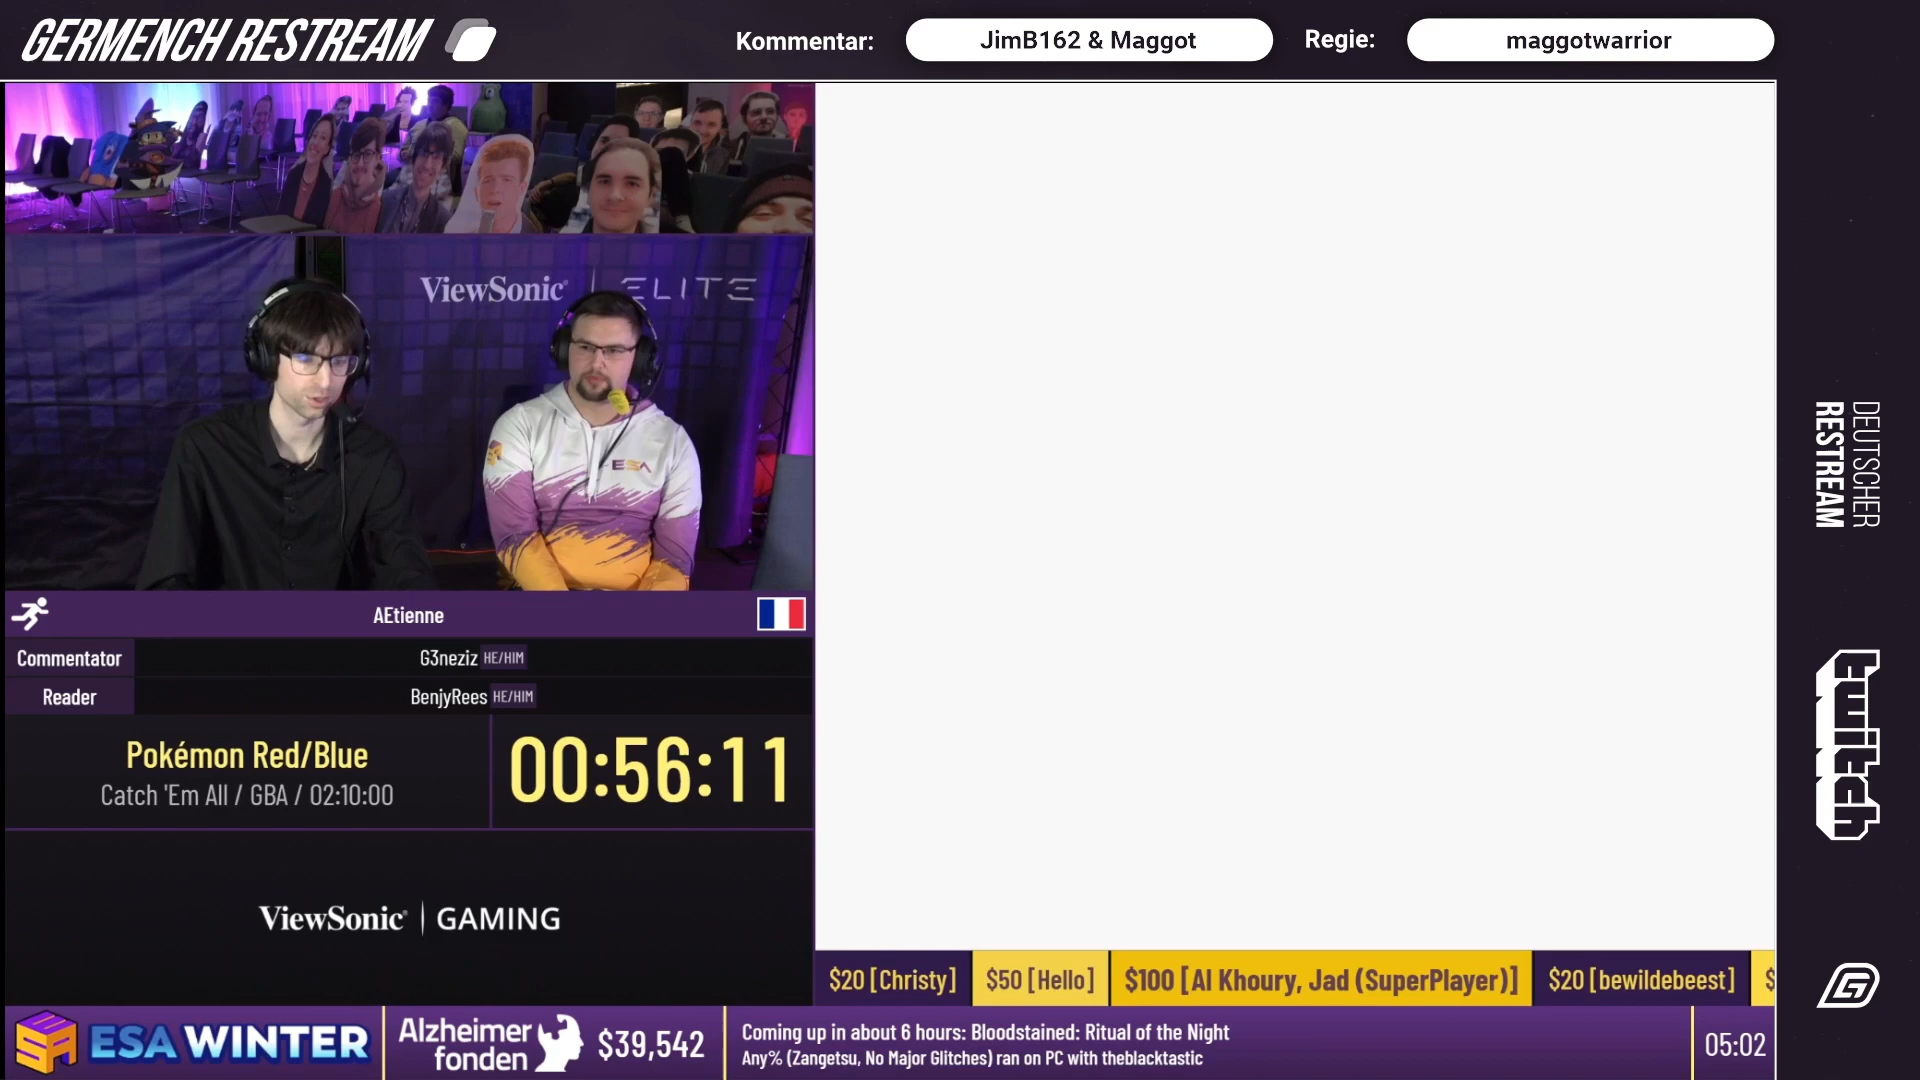 GERMENCH RESTREAM
Kommentar:
JimB162 & Maggot
Regie:
maggotwarrior
ViewSonic | ELITE
ESA
AEtienne
Commentator
G3neziz HE/HIM
Reader
BenjyRees HE/HIM
Pokémon Red/Blue
Catch 'Em All / GBA / 02:10:00
00:56:11
ViewSonic | GAMING
$20 [Christy]
$50 [Hello]
$100 [Al Khoury, Jad (SuperPlayer)]
$20 [bewildebeest]
$
ESA WINTER
Alzheimer
fonden
$39,542
Coming up in about 6 hours: Bloodstained: Ritual of the Night
Any% (Zangetsu, No Major Glitches) ran on PC with theblacktastic
05:02
DEUTSCHER
RESTREAM
twitch